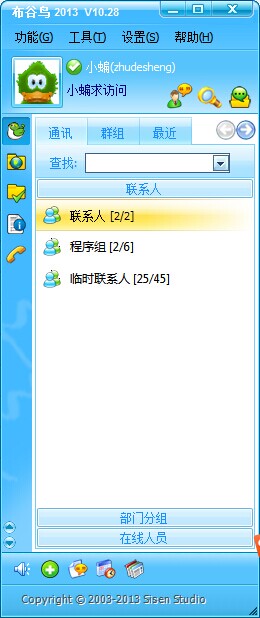 布谷鸟 2013 V10.28
功能(G) 工具(T) 设置(S) 帮助(H)
小蝙(zhudesheng)
小蝙求访问
通讯 群组 最近
查找:
联系人
联系人 [2/2]
程序组 [2/6]
临时联系人 [25/45]
部门分组
在线人员
Copyright © 2003-2013 Sisen Studio